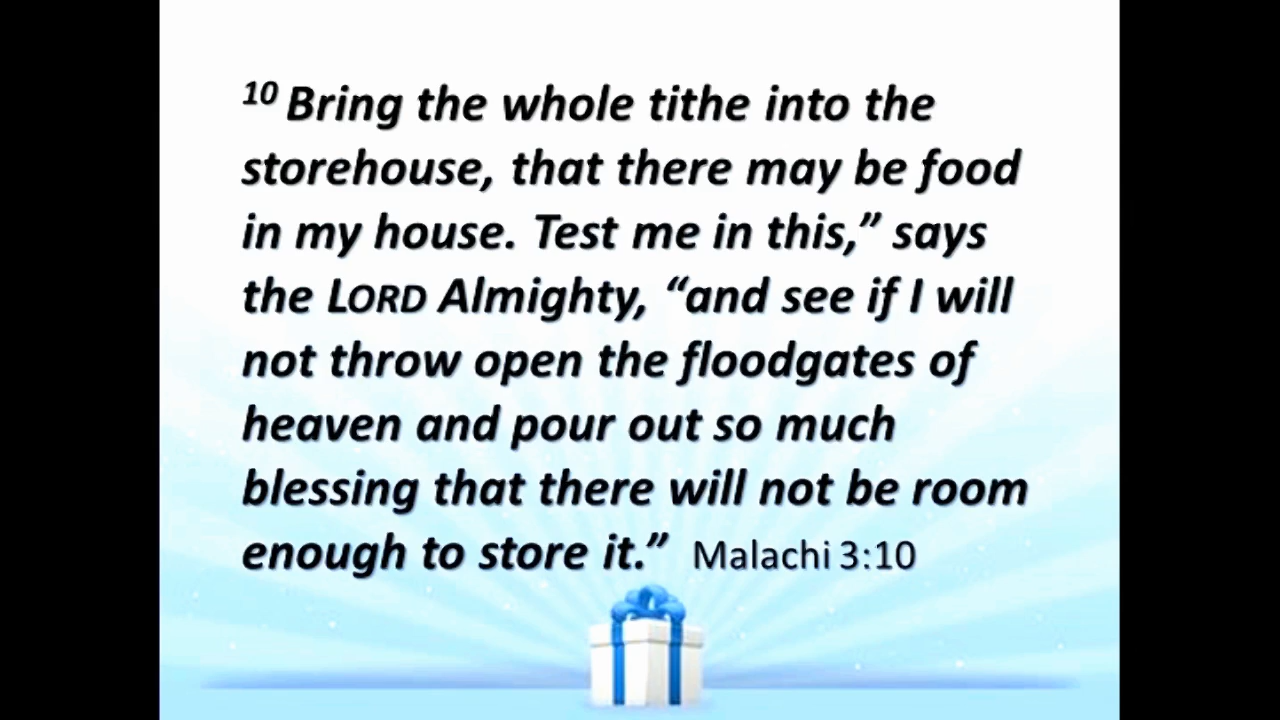 10 Bring the whole tithe into the
storehouse, that there may be food
in my house. Test me in this,” says
the LORD Almighty, “and see if I will
not throw open the floodgates of
heaven and pour out so much
blessing that there will not be room
enough to store it.” Malachi 3:10